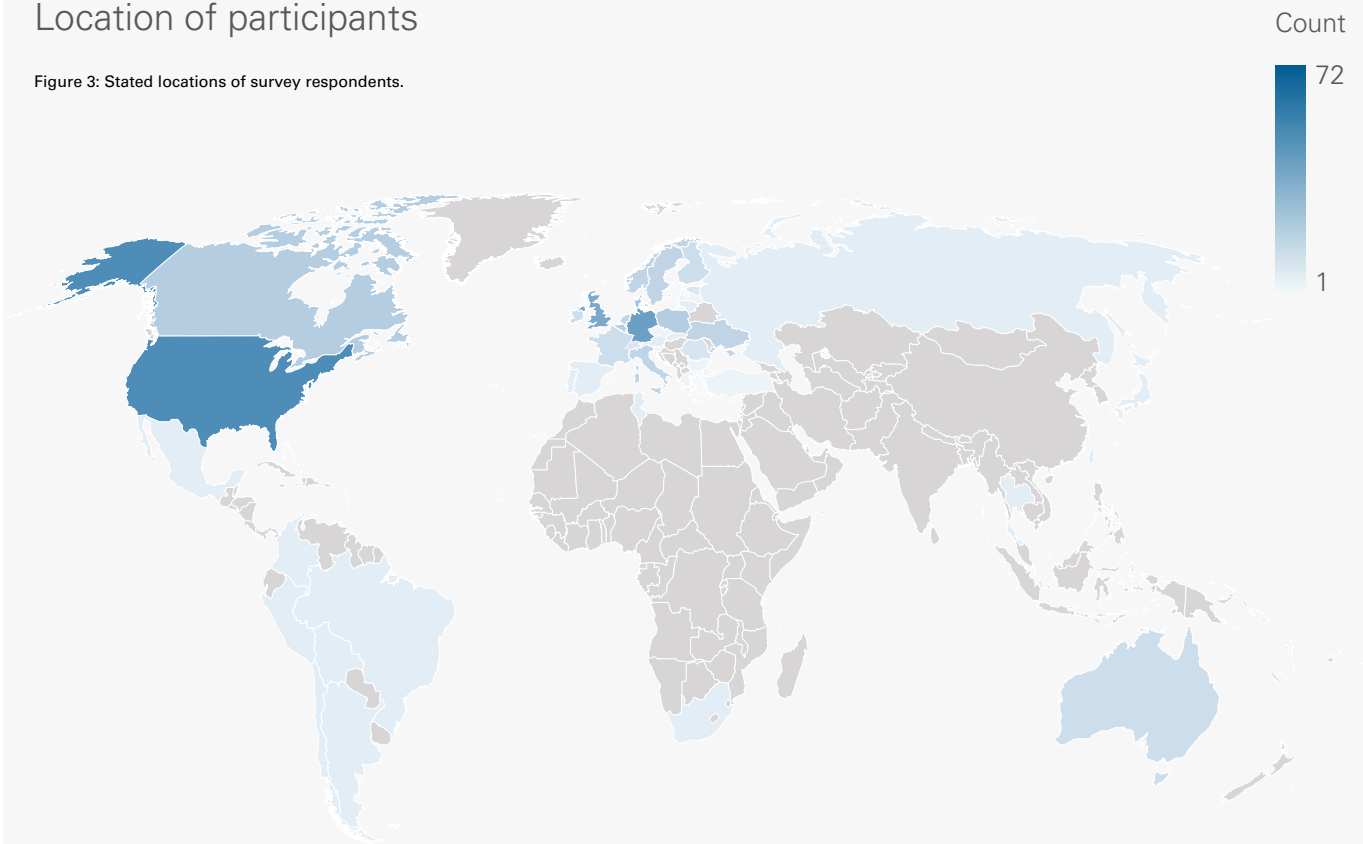 Location of participants
Figure 3: Stated locations of survey respondents.
Count
72
1